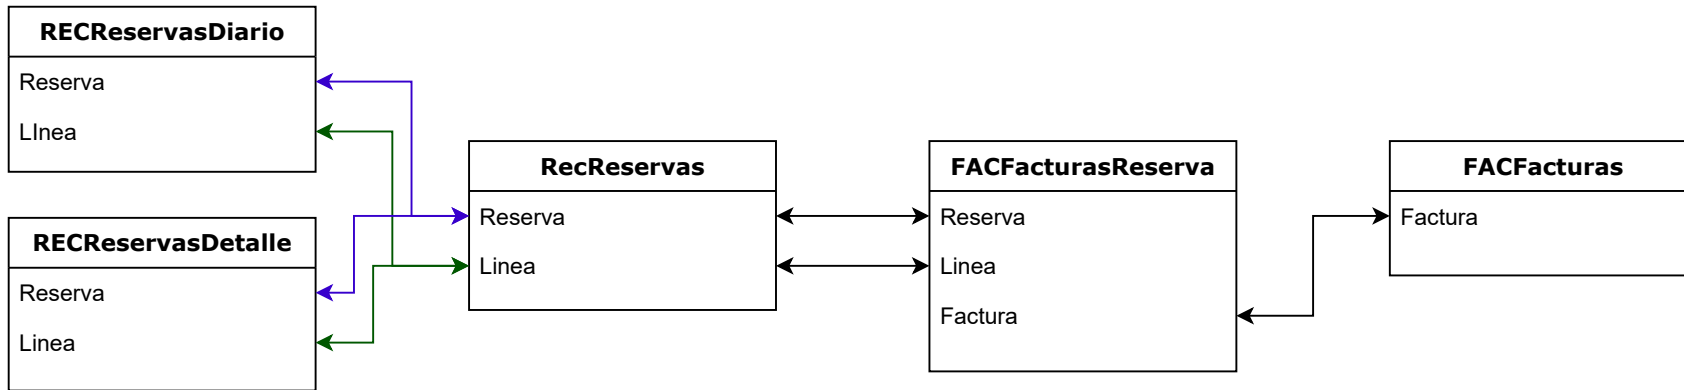 RECReservasDiario
Reserva
LInea
RECReservasDetalle
Reserva
Linea
RecReservas
Reserva
Linea
FACFacturasReserva
Reserva
Linea
Factura
FACFacturas
Factura